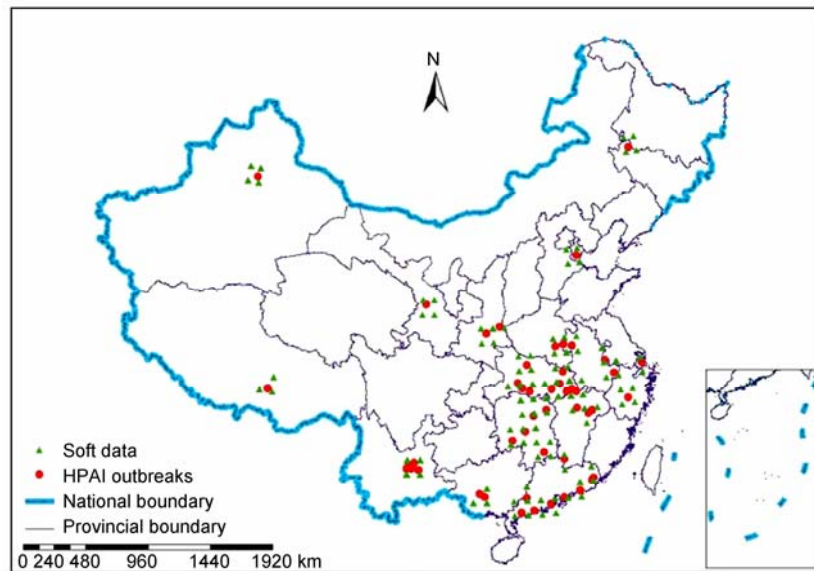 N
Soft data
HPAI outbreaks
National boundary
Provincial boundary
0 240 480 960 1440 1920 km